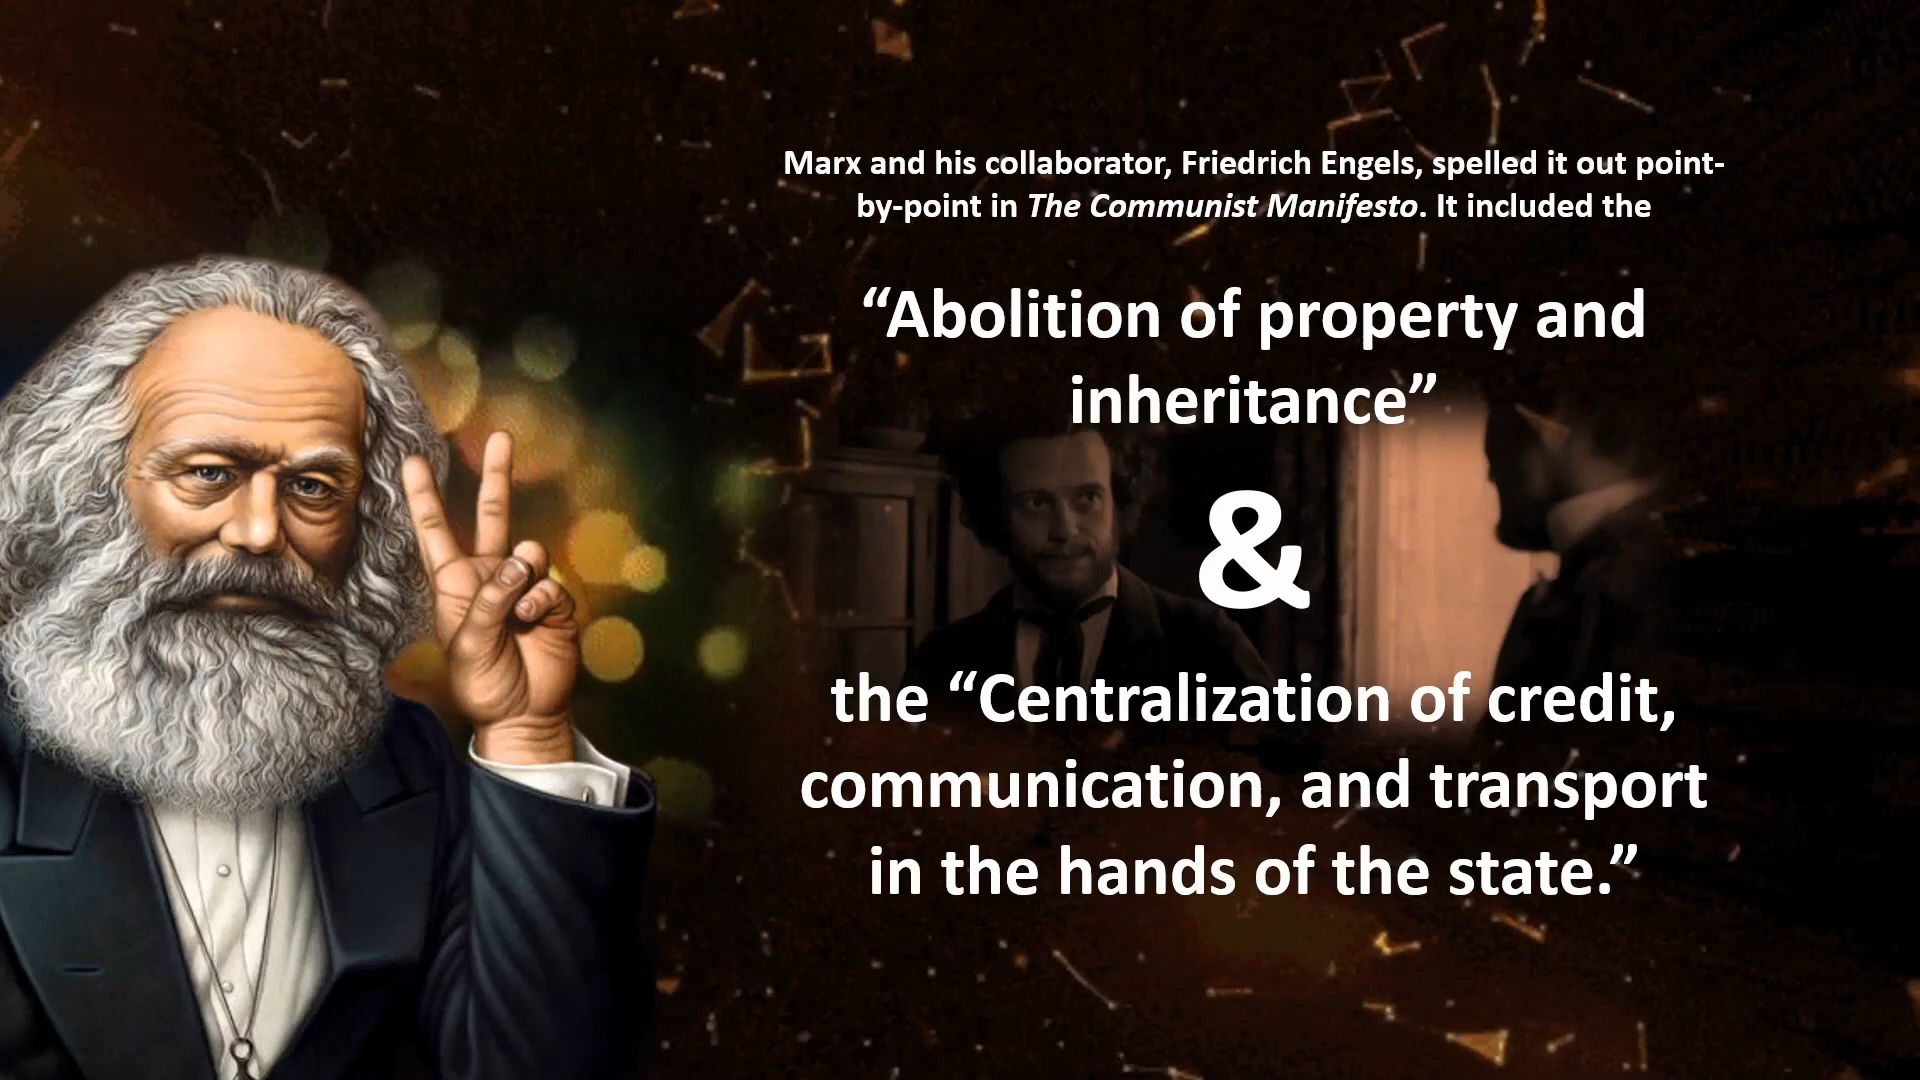 Marx and his collaborator, Friedrich Engels, spelled it out point-
by-point in The Communist Manifesto. It included the
“Abolition of property and
inheritance”
&
the “Centralization of credit,
communication, and transport
in the hands of the state.”